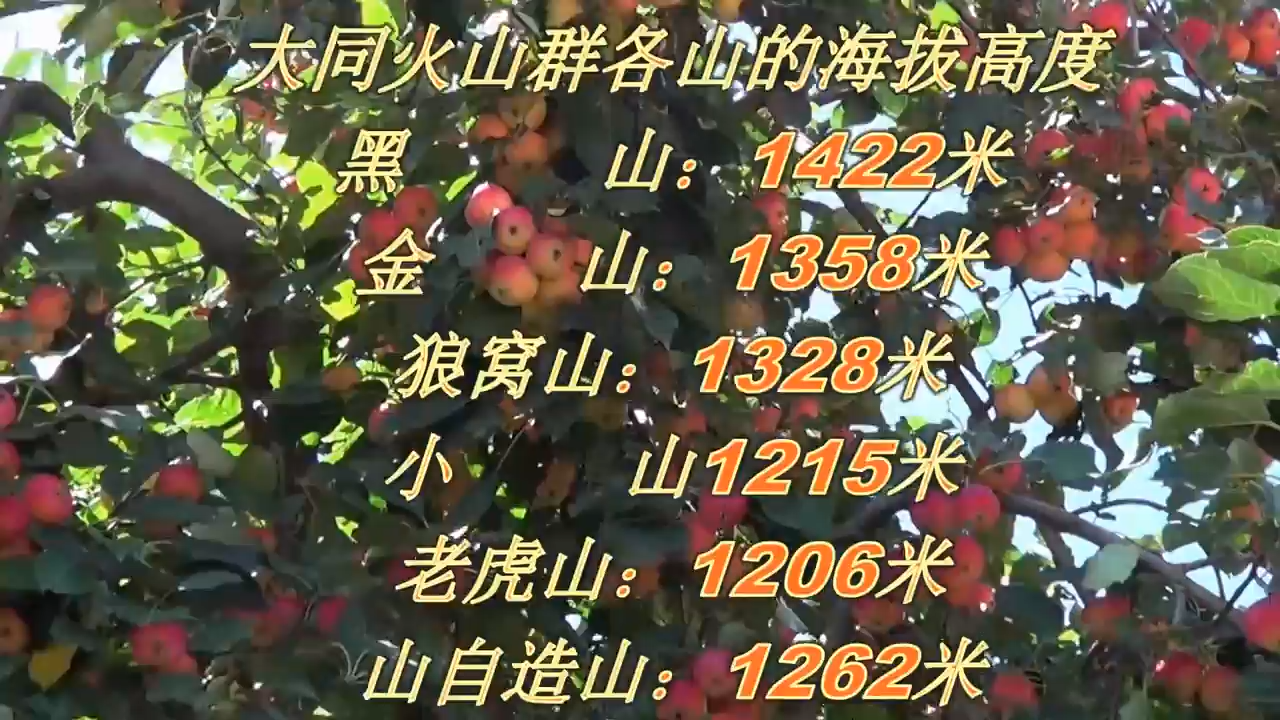 大同火山群各山的海拔高度
黑 山：1422米
金 山：1358米
狼窝山：1328米
小 山1215米
老虎山：1206米
山自造山：1262米